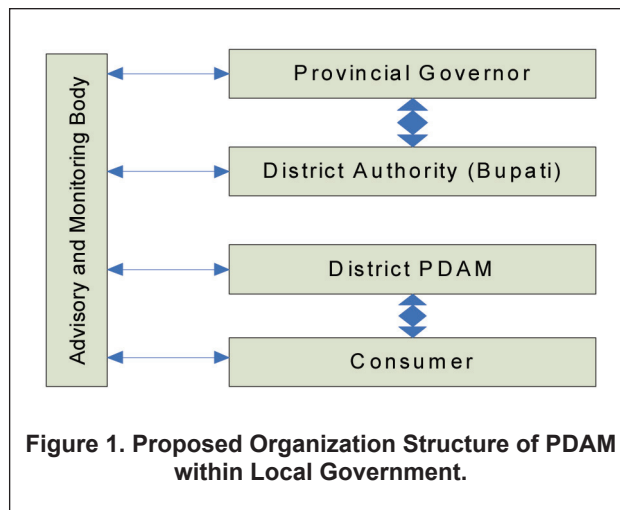 Advisory and Monitoring Body
Provincial Governor
District Authority (Bupati)
District PDAM
Consumer
Figure 1. Proposed Organization Structure of PDAM
within Local Government.